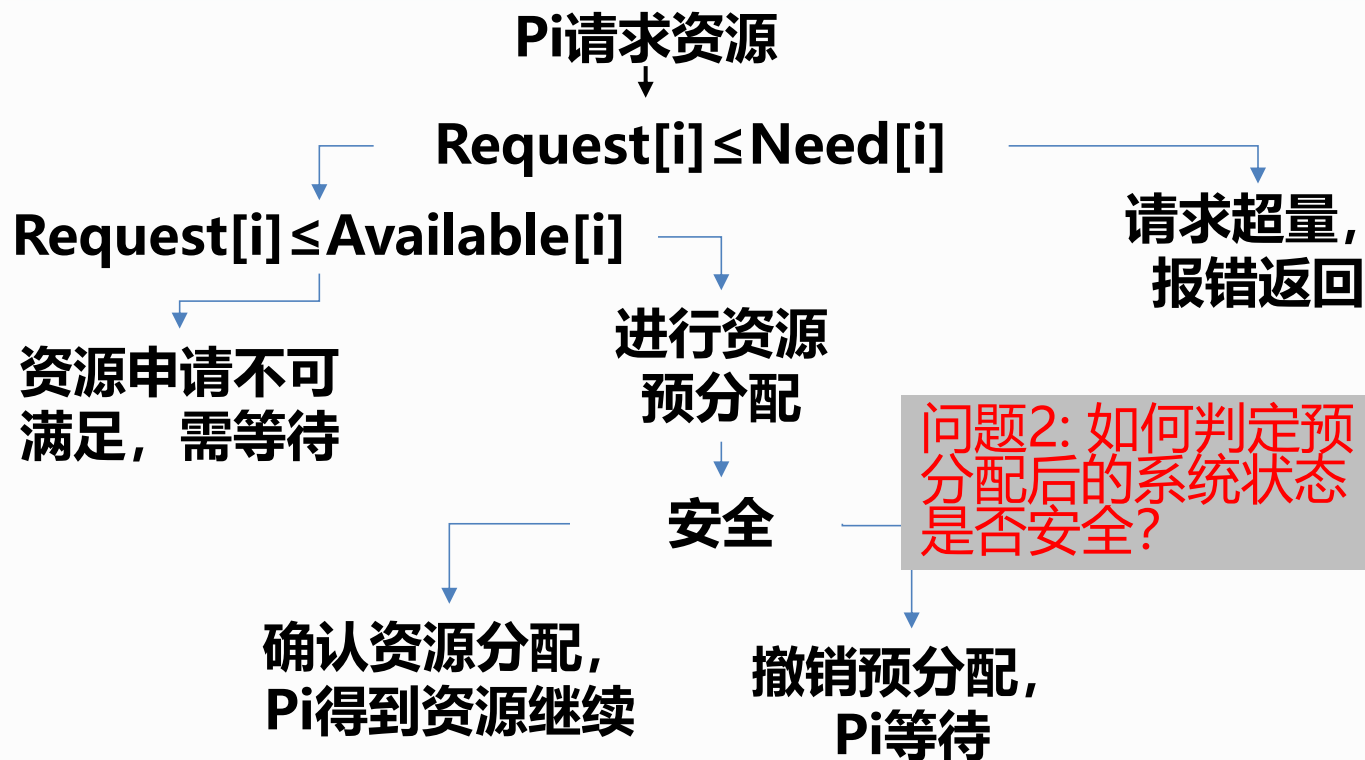 Pi请求资源
Request[i]≤Need[i]
Request[i]≤Available[i]
请求超量,
报错返回
资源申请不可
满足，需等待
进行资源
预分配
问题2: 如何判定预
分配后的系统状态
是否安全？
安全
确认资源分配，
Pi得到资源继续
撤销预分配，
Pi等待